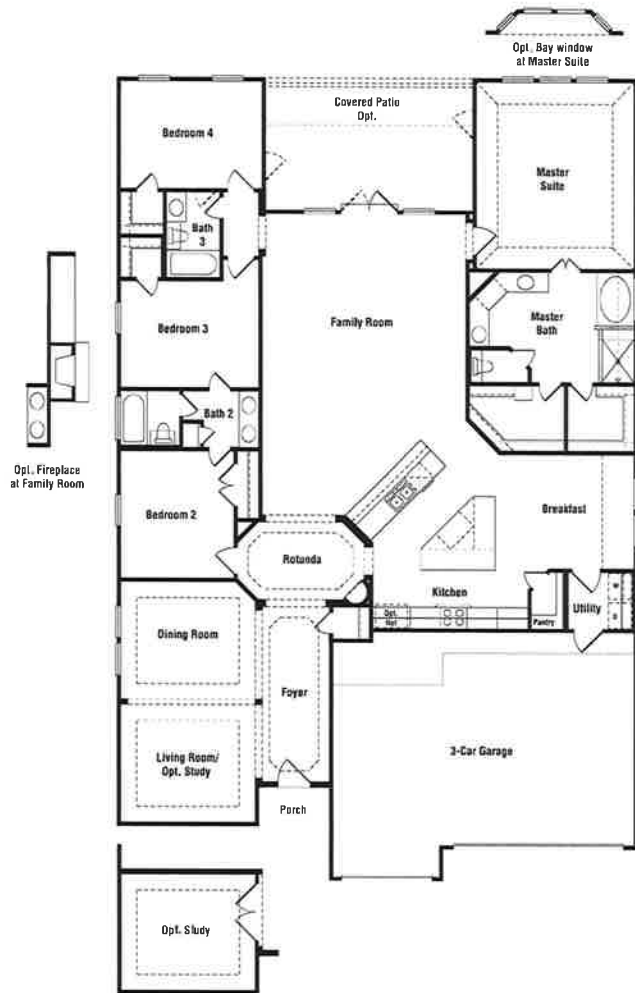 Opt. Bay window
at Master Suite
Covered Patio
Opt.
Bedroom 4
Master
Suite
Bath
3
Bedroom 3
Family Room
Master
Bath
Bath 2
Opt. Fireplace
at Family Room
Bedroom 2
Breakfast
Rotunda
Kitchen
Utility
Opt.
Ref
Pantry
Dining Room
Foyer
Living Room/
Opt. Study
3-Car Garage
Porch
Opt. Study